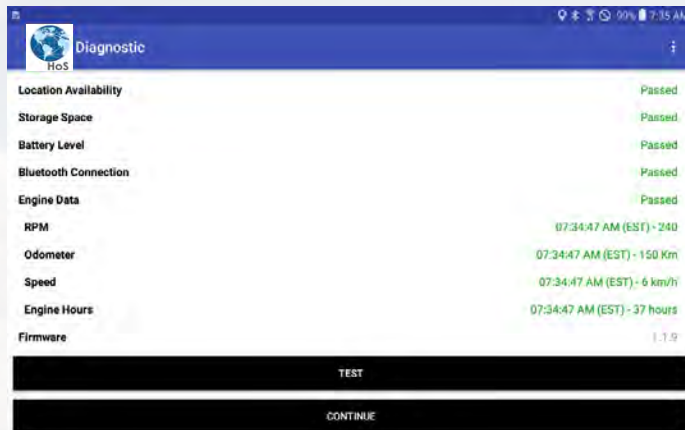 99% 7:35 AM
HoS
Diagnostic
Location Availability Passed
Storage Space Passed
Battery Level Passed
Bluetooth Connection Passed
Engine Data Passed
RPM 07:34:47 AM (EST) - 240
Odometer 07:34:47 AM (EST) - 150 Km
Speed 07:34:47 AM (EST) - 6 km/h
Engine Hours 07:34:47 AM (EST) - 37 hours
Firmware 1.1.9
TEST
CONTINUE